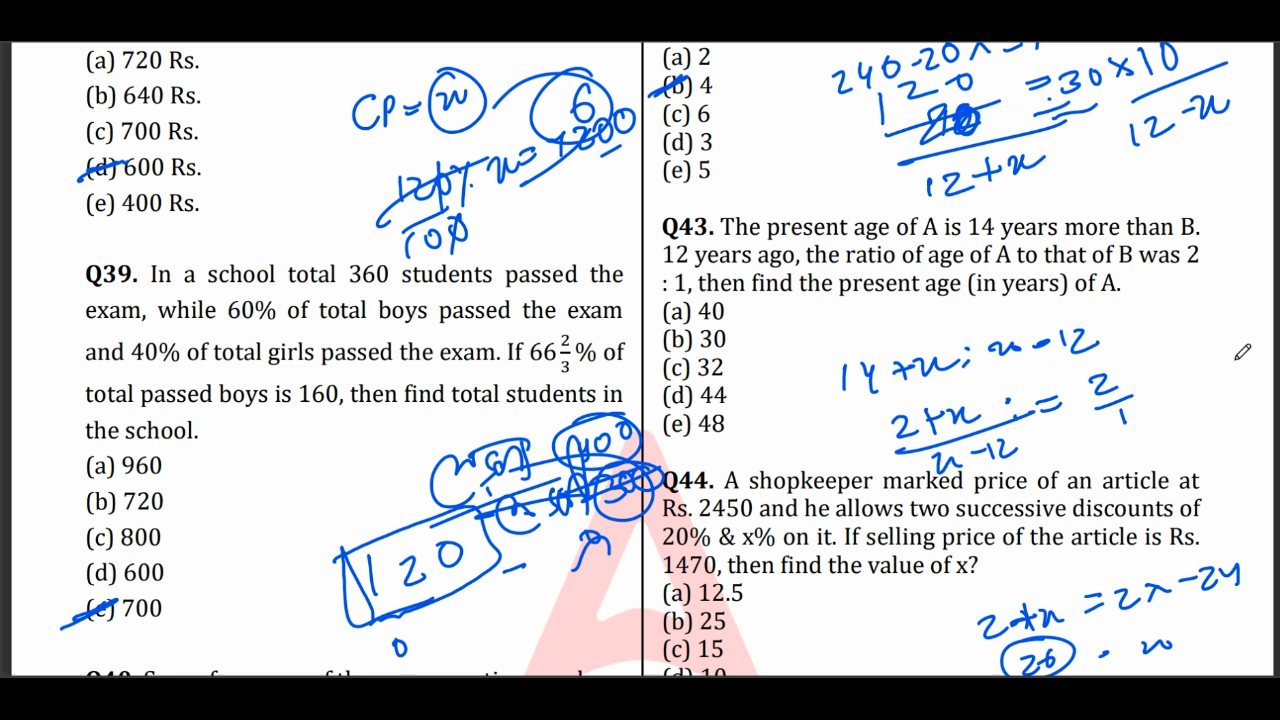 (a) 720 Rs.
(b) 640 Rs.
(c) 700 Rs.
(d) 600 Rs.
(e) 400 Rs.
CP = x
6
120% x = 7200
100
Q39. In a school total 360 students passed the
exam, while 60% of total boys passed the exam
and 40% of total girls passed the exam. If 66 2/3 % of
total passed boys is 160, then find total students in
the school.
(a) 960
(b) 720
(c) 800
(d) 600
(e) 700
400
300
120
0
(a) 2
(b) 4
(c) 6
(d) 3
(e) 5
240-20x
120 = 30 × 10
12 + x
12 - x
Q43. The present age of A is 14 years more than B.
12 years ago, the ratio of age of A to that of B was 2
: 1, then find the present age (in years) of A.
(a) 40
(b) 30
(c) 32
(d) 44
(e) 48
14 + x : x - 12
2 + x = 2
x - 12 1
Q44. A shopkeeper marked price of an article at
Rs. 2450 and he allows two successive discounts of
20% & x% on it. If selling price of the article is Rs.
1470, then find the value of x?
(a) 12.5
(b) 25
(c) 15
(d) 10
2 + x = 2x - 24
26 = x